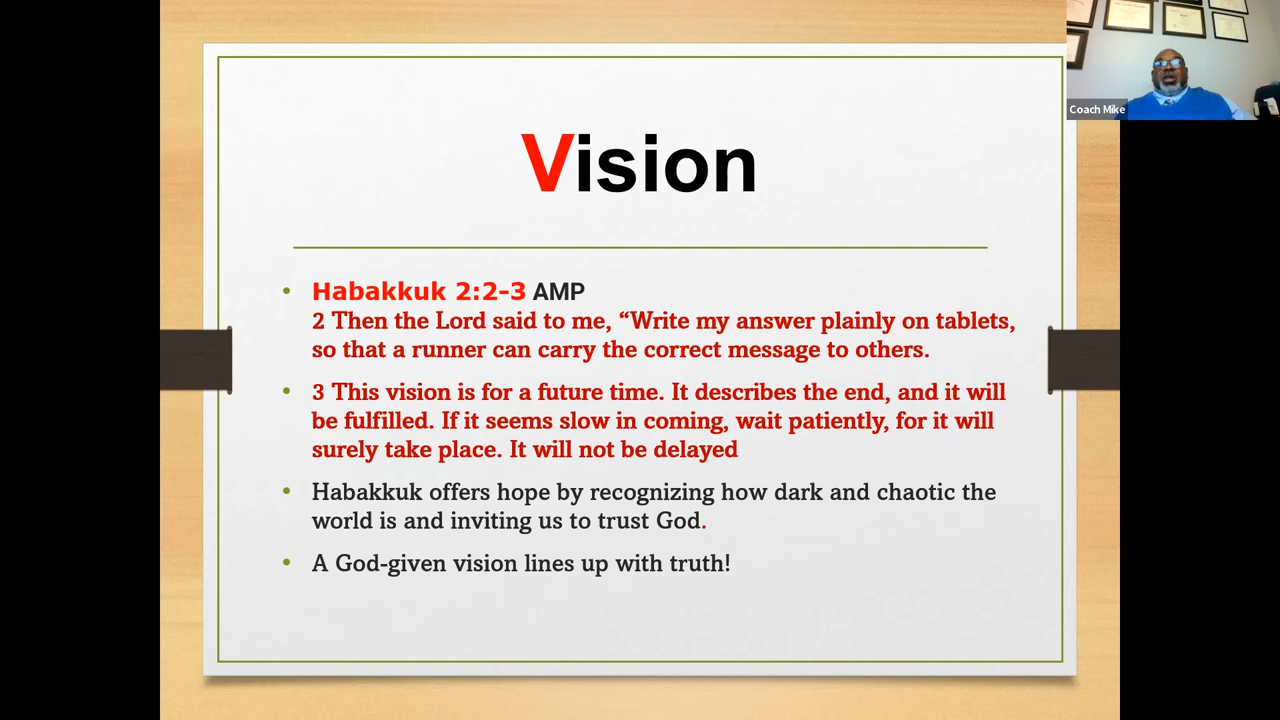 Vision
• Habakkuk 2:2-3 AMP
2 Then the Lord said to me, “Write my answer plainly on tablets,
so that a runner can carry the correct message to others.
• 3 This vision is for a future time. It describes the end, and it will
be fulfilled. If it seems slow in coming, wait patiently, for it will
surely take place. It will not be delayed
• Habakkuk offers hope by recognizing how dark and chaotic the
world is and inviting us to trust God.
• A God-given vision lines up with truth!
Coach Mike